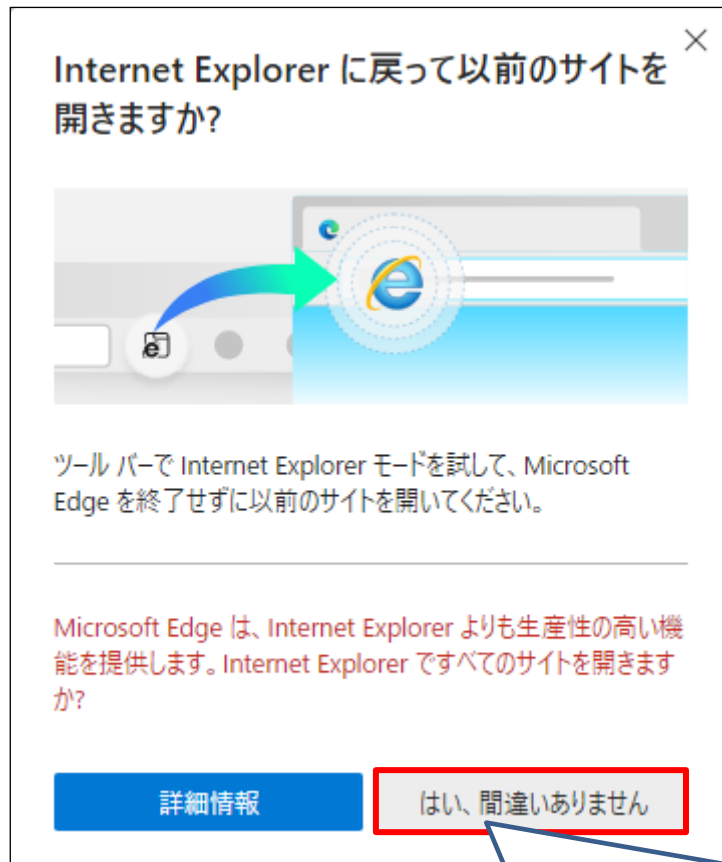 Internet Explorer に戻って以前のサイトを
開きますか?
ツール バーで Internet Explorer モードを試して、Microsoft
Edge を終了せずに以前のサイトを開いてください。
Microsoft Edge は、Internet Explorer よりも生産性の高い機
能を提供します。Internet Explorer ですべてのサイトを開きます
か?
詳細情報
はい、間違いありません